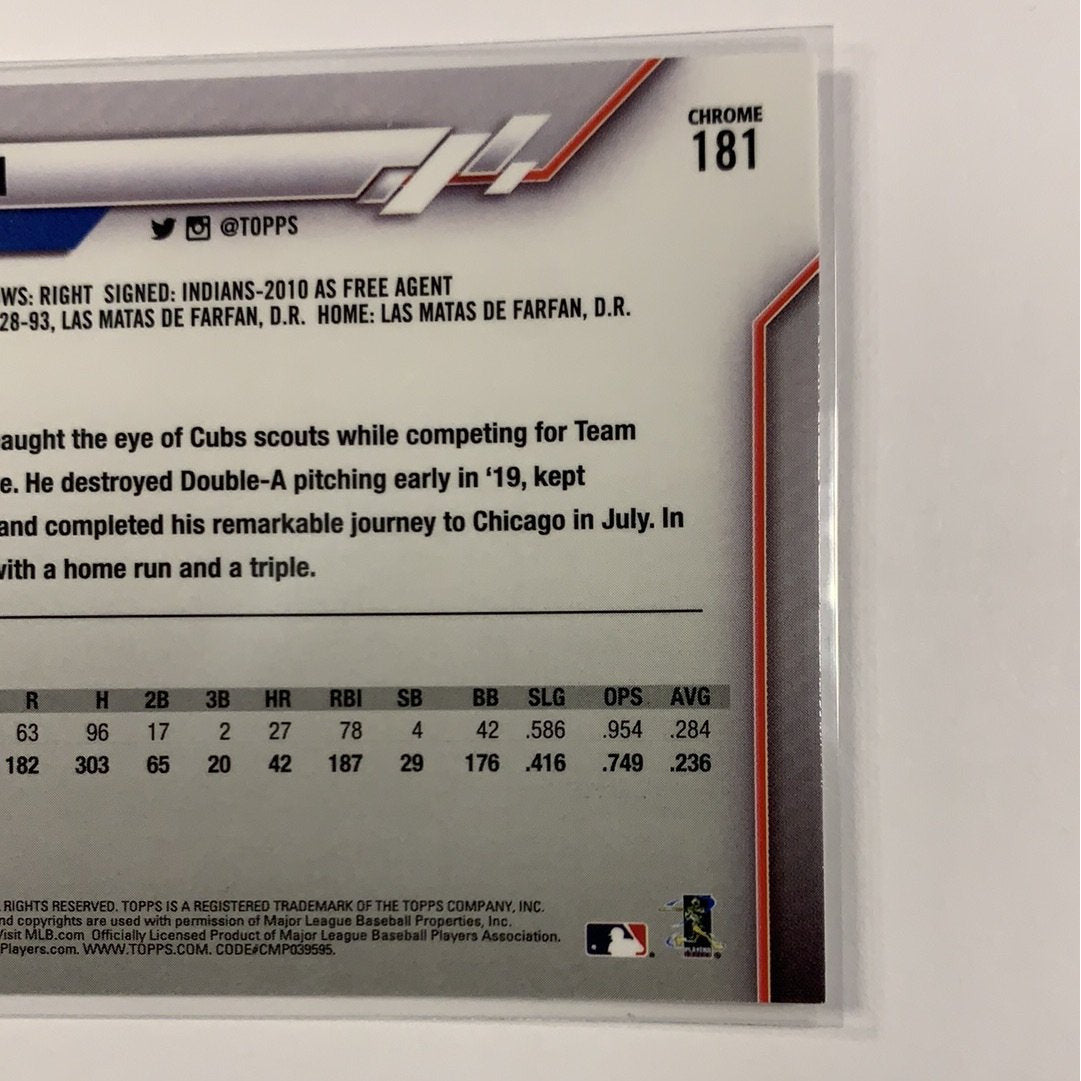 CHROME
181
@TOPPS
WS: RIGHT SIGNED: INDIANS-2010 AS FREE AGENT
28-93, LAS MATAS DE FARFAN, D.R. HOME: LAS MATAS DE FARFAN, D.R.
aught the eye of Cubs scouts while competing for Team
e. He destroyed Double-A pitching early in ‘19, kept
and completed his remarkable journey to Chicago in July. In
with a home run and a triple.
R H 2B 3B HR RBI SB BB SLG OPS AVG
63 96 17 2 27 78 4 42 .586 .954 .284
182 303 65 20 42 187 29 176 .416 .749 .236
RIGHTS RESERVED. TOPPS IS A REGISTERED TRADEMARK OF THE TOPPS COMPANY, INC.
nd copyrights are used with permission of Major League Baseball Properties, Inc.
Visit MLB.com Officially Licensed Product of Major League Baseball Players Association.
Players.com. WWW.TOPPS.COM. CODE#CMP039595.